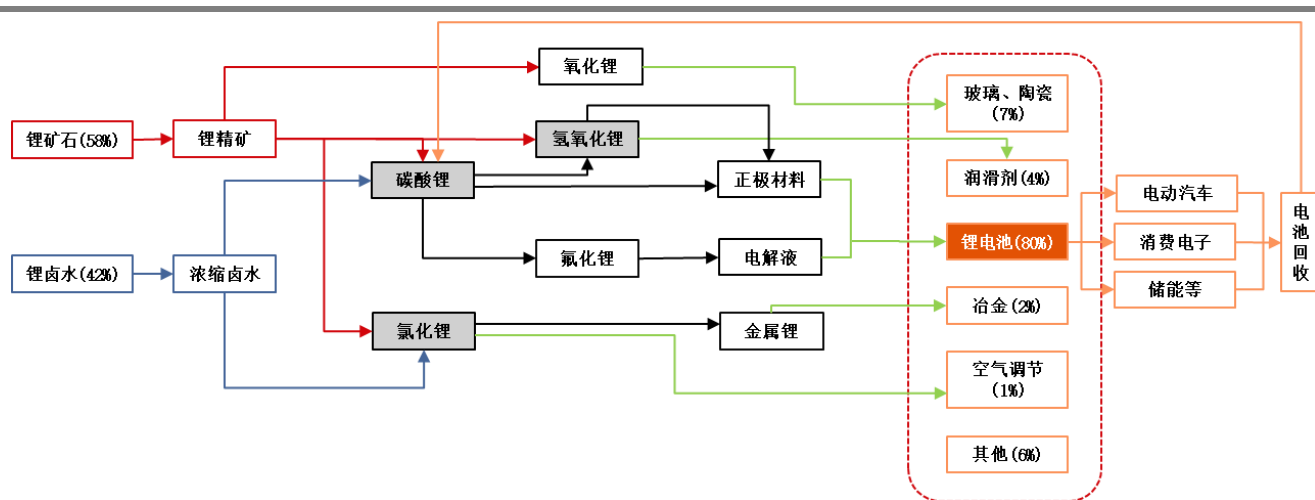 氧化锂
玻璃、陶瓷
(7%)
锂矿石(58%)
锂精矿
氢氧化锂
碳酸锂
正极材料
润滑剂(4%)
电动汽车
锂电池(80%)
消费电子
电池回收
锂卤水(42%)
浓缩卤水
氟化锂
电解液
储能等
冶金(2%)
氯化锂
金属锂
空气调节
(1%)
其他(6%)